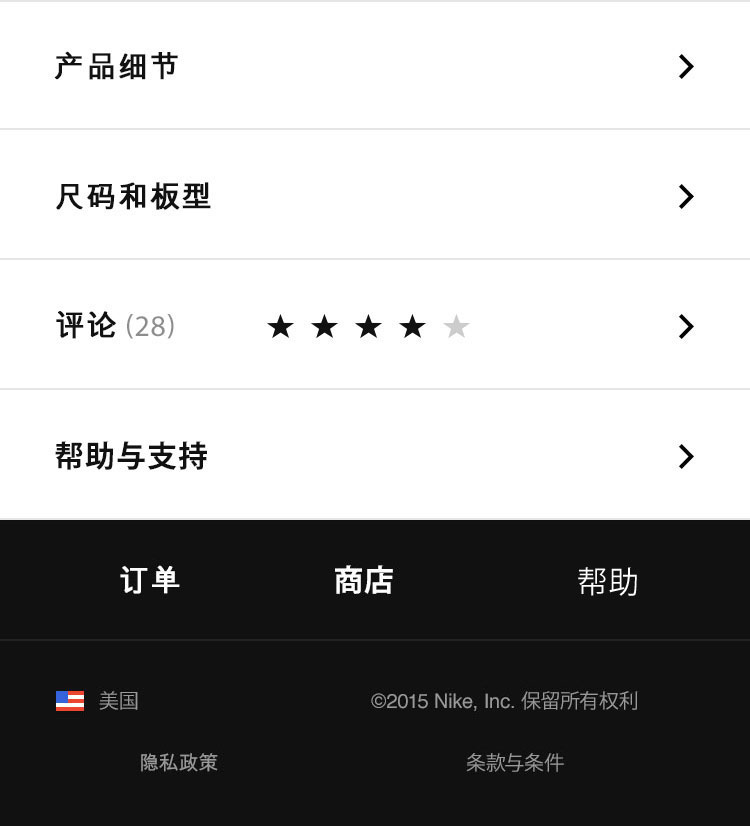 产品细节
尺码和板型
评论 (28)
帮助与支持
订单 商店 帮助
美国 ©2015 Nike, Inc. 保留所有权利
隐私政策 条款与条件